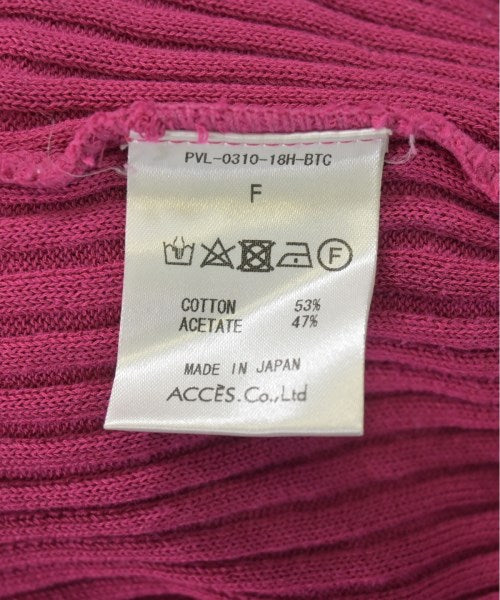 PVL-0310-18H-BTC
F
F
COTTON 53%
ACETATE 47%
MADE IN JAPAN
ACCÈS.Co.,Ltd